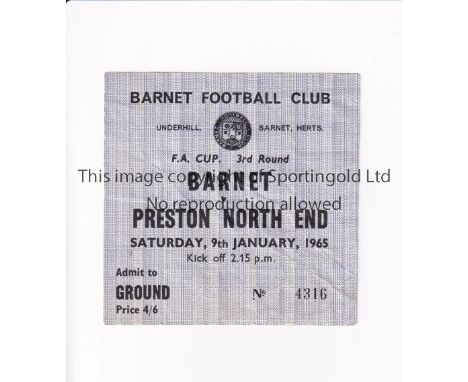 BARNET FOOTBALL CLUB
UNDERHILL, BARNET, HERTS.
F.A. CUP. 3rd Round
This image copyright of Sportingold Ltd
BARNET
v
No reproduction allowed
PRESTON NORTH END
SATURDAY, 9th JANUARY, 1965
Kick off 2.15 p.m.
Admit to
GROUND № 4316
Price 4/6